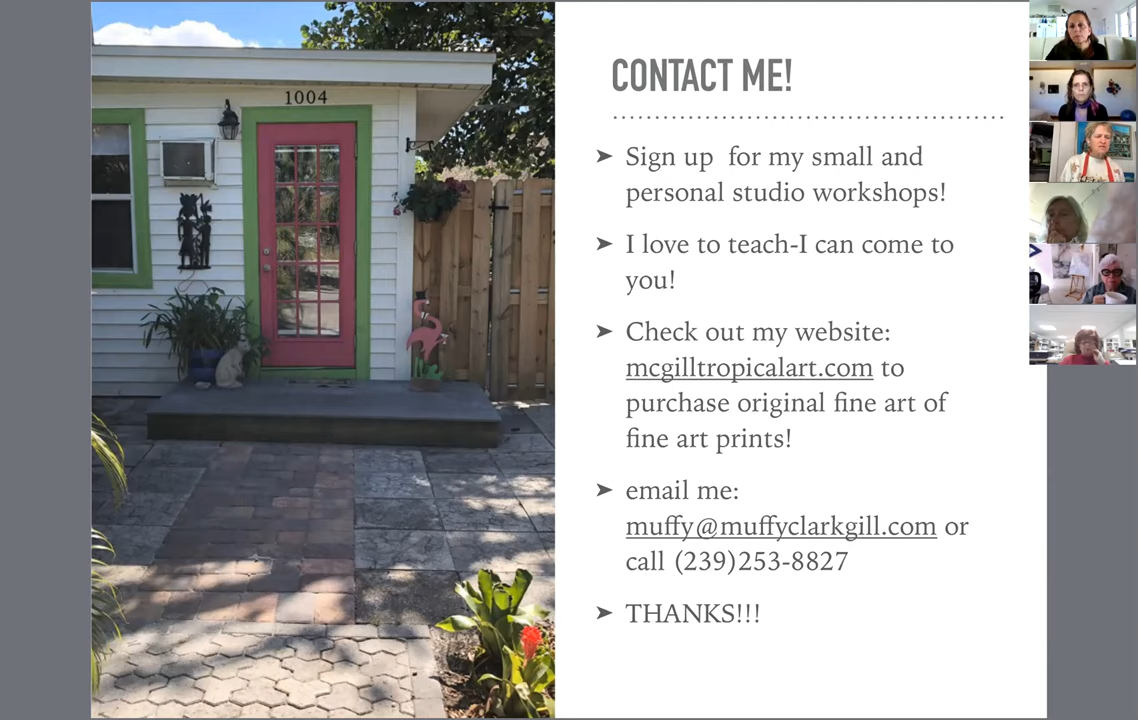 1004
CONTACT ME!
➤ Sign up for my small and
personal studio workshops!
➤ I love to teach-I can come to
you!
➤ Check out my website:
mcgilltropicalart.com to
purchase original fine art of
fine art prints!
➤ email me:
muffy@muffyclarkgill.com or
call (239)253-8827
➤ THANKS!!!